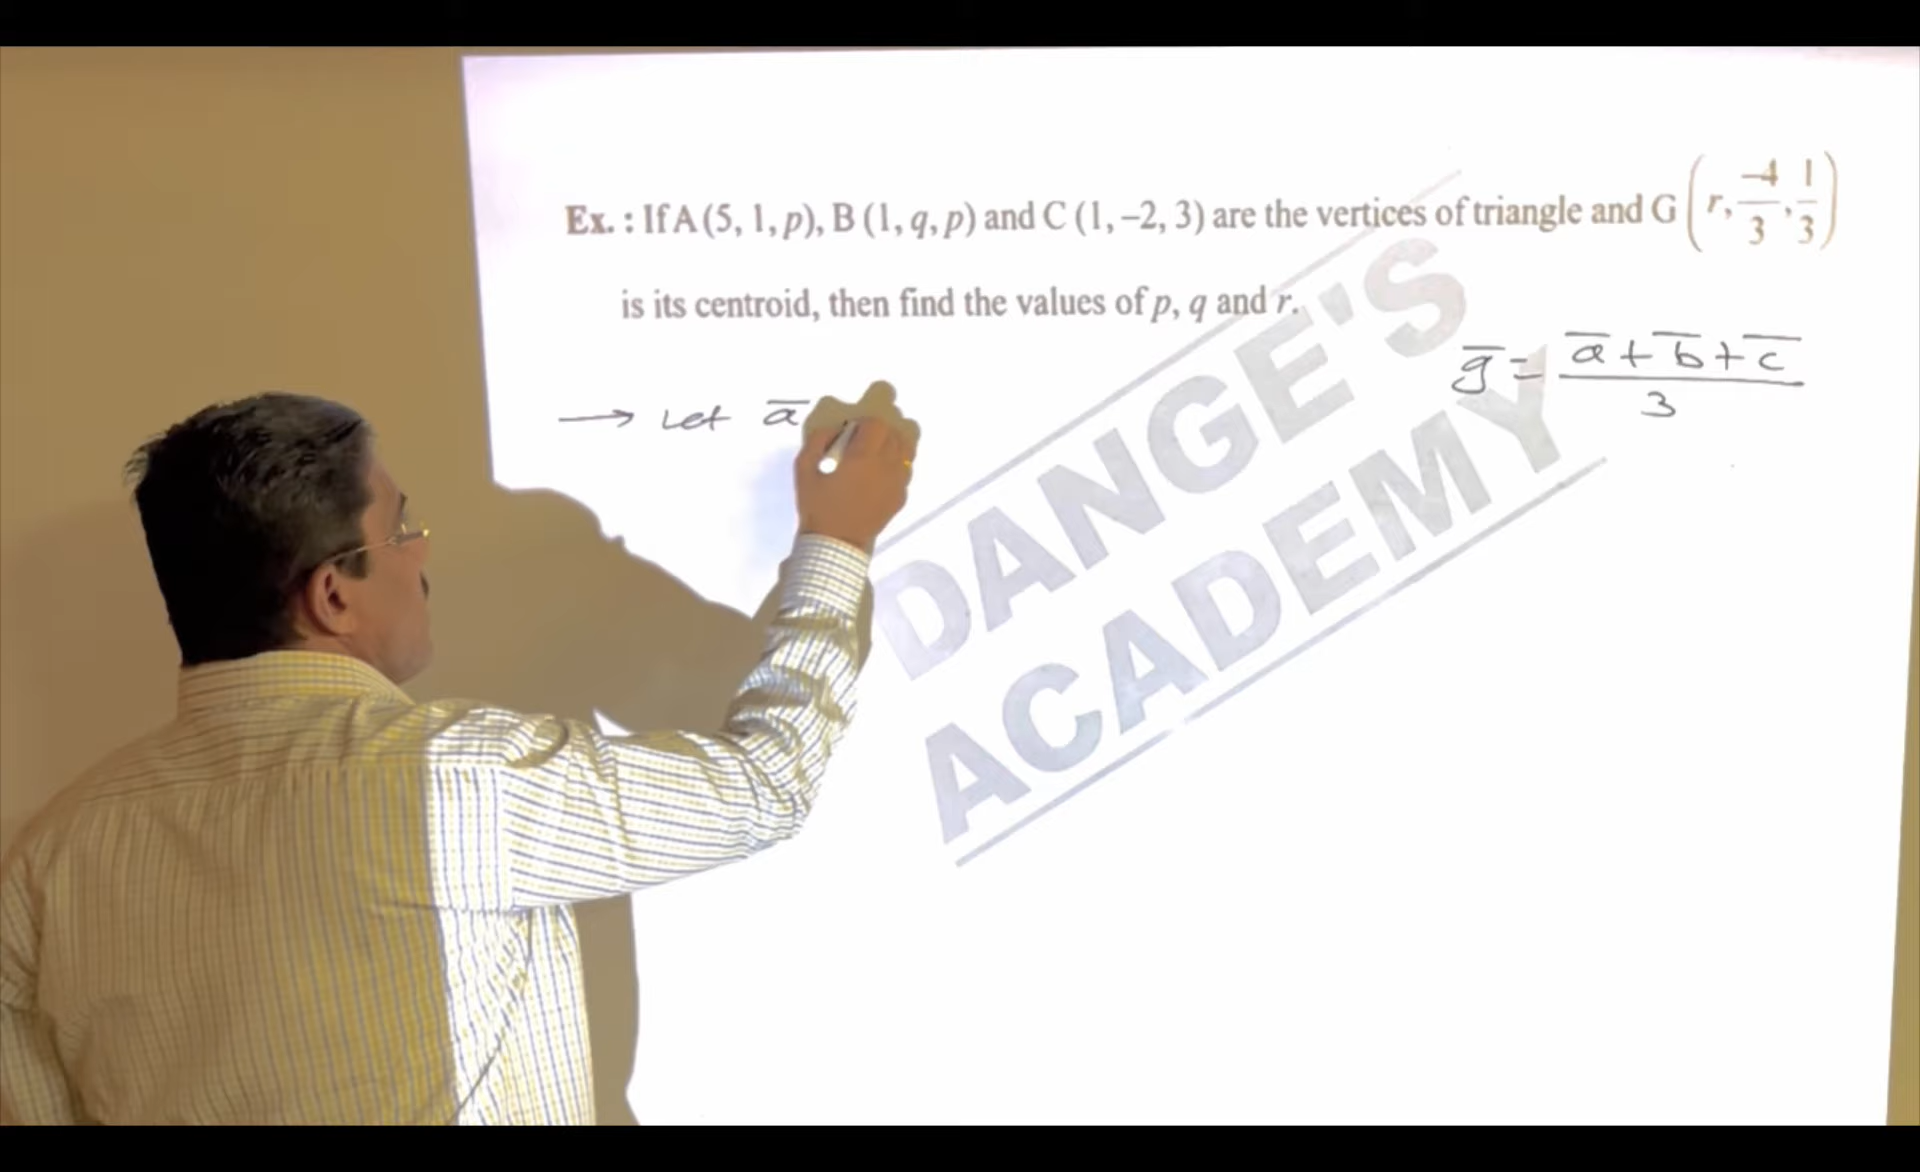 Ex. : If A (5, 1, p), B (1, q, p) and C (1, –2, 3) are the vertices of triangle and G (r, –4/3, 1/3)
is its centroid, then find the values of p, q and r.
g̅ = (a̅ + b̅ + c̅)/3
→ Let a̅
DANGE'S
ACADEMY